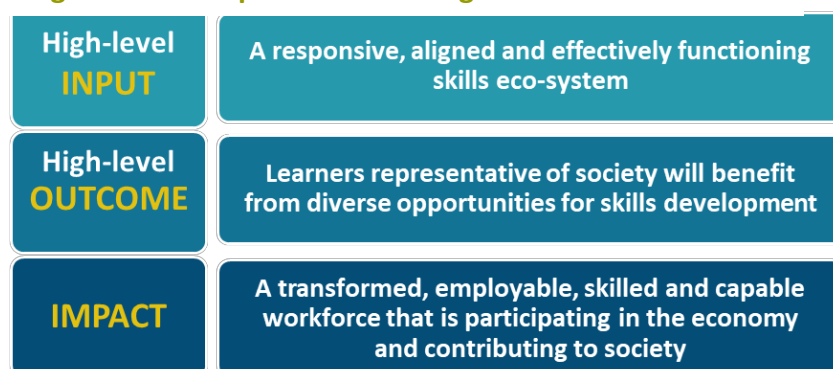 High-level
INPUT
A responsive, aligned and effectively functioning
skills eco-system
High-level
OUTCOME
Learners representative of society will benefit
from diverse opportunities for skills development
IMPACT
A transformed, employable, skilled and capable
workforce that is participating in the economy
and contributing to society